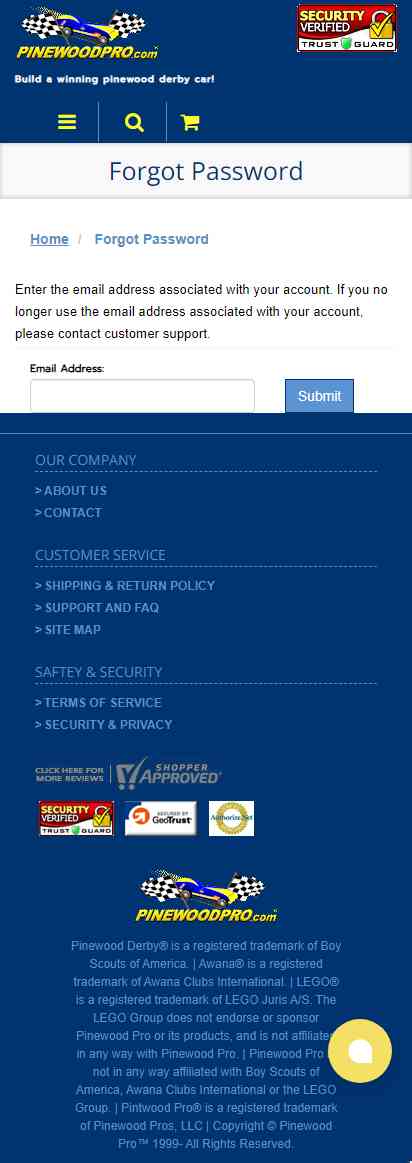 PINEWOODPRO.com
SECURITY
VERIFIED
TRUST GUARD
Build a winning pinewood derby car!
Forgot Password
Home / Forgot Password
Enter the email address associated with your account. If you no
longer use the email address associated with your account,
please contact customer support.
Email Address:
Submit
OUR COMPANY
> ABOUT US
> CONTACT
CUSTOMER SERVICE
> SHIPPING & RETURN POLICY
> SUPPORT AND FAQ
> SITE MAP
SAFTEY & SECURITY
> TERMS OF SERVICE
> SECURITY & PRIVACY
CLICK HERE FOR
MORE REVIEWS
SHOPPER
APPROVED®
SECURITY
VERIFIED
TRUST GUARD
SECURED BY
GeoTrust
Authorize.Net
PINEWOODPRO.com
Pinewood Derby® is a registered trademark of Boy
Scouts of America. | Awana® is a registered
trademark of Awana Clubs International. | LEGO®
is a registered trademark of LEGO Juris A/S. The
LEGO Group does not endorse or sponsor
Pinewood Pro or its products, and is not affiliated
in any way with Pinewood Pro. | Pinewood Pro
not in any way affiliated with Boy Scouts of
America, Awana Clubs International or the LEGO
Group. | Pintwood Pro® is a registered trademark
of Pinewood Pros, LLC | Copyright © Pinewood
Pro™ 1999- All Rights Reserved.